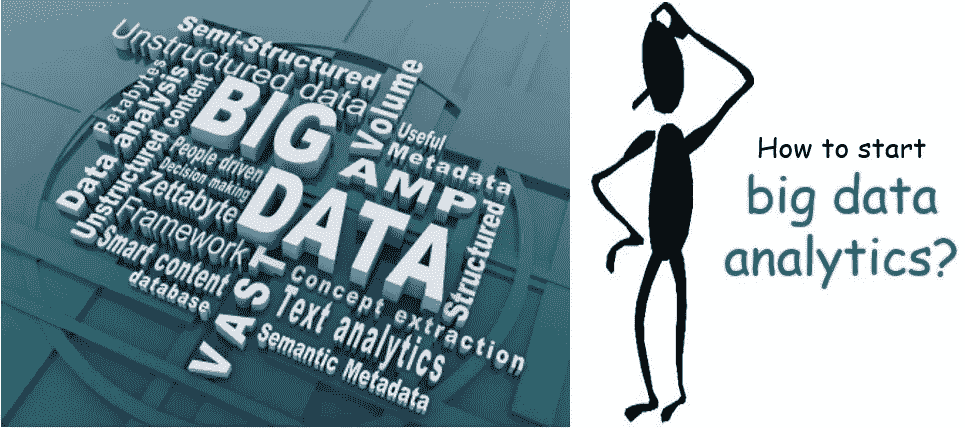 Semi-Structured
Unstructured data
Petabytes
Data analysis
Unstructured content
Volume
BIG
Useful
Metadata
People driven
Decision making
AMP
Zettabyte
DATA
Framework
Structured
Smart content
database
VAST
Concept extraction
Text analytics
Semantic Metadata
How to start
big data
analytics?